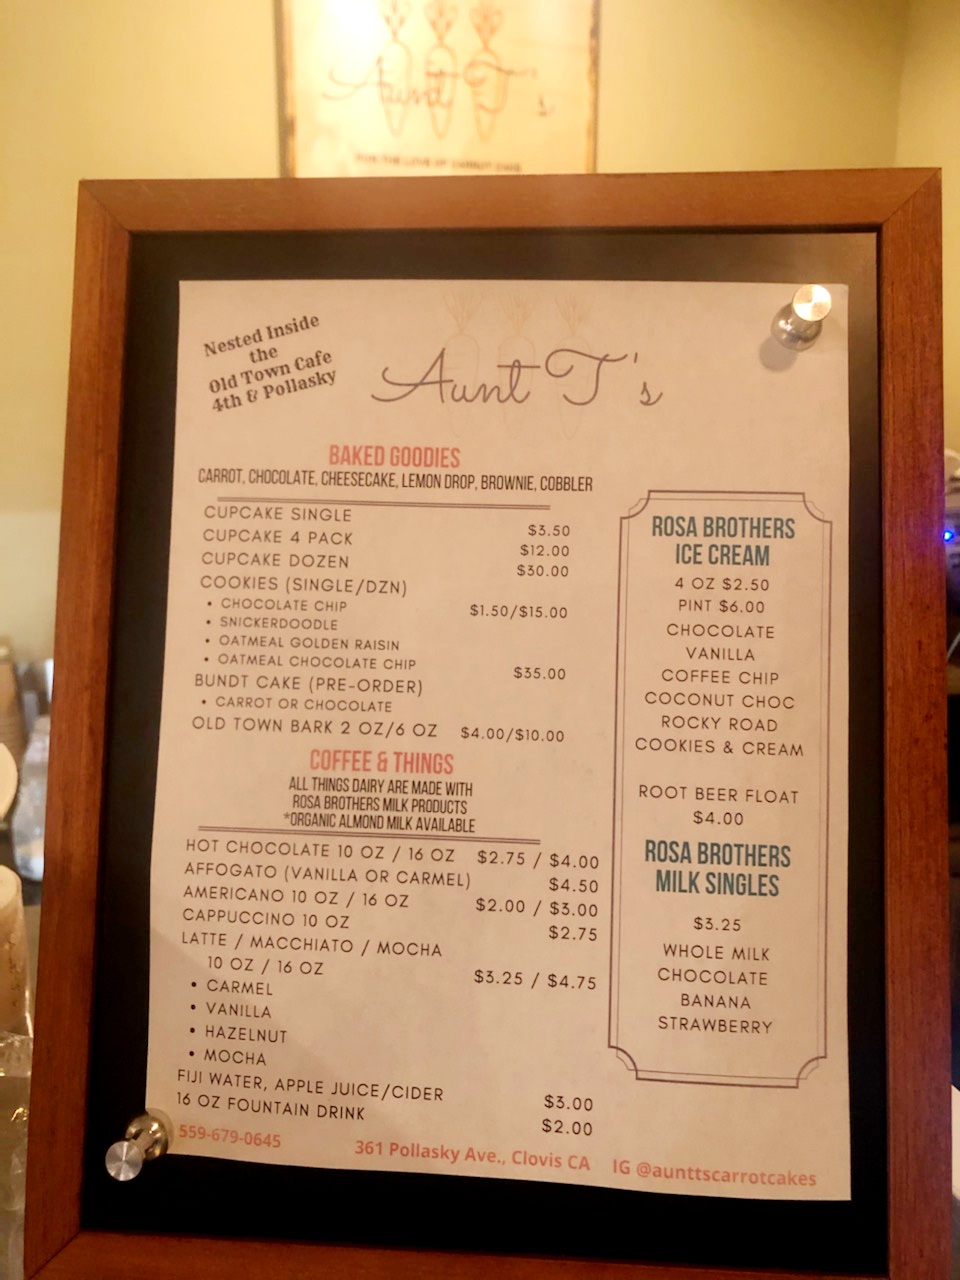 Aunt T's
FOR THE LOVE OF CARROT CAKE
Nested Inside
the
Old Town Cafe
4th & Pollasky
Aunt T's
BAKED GOODIES
CARROT, CHOCOLATE, CHEESECAKE, LEMON DROP, BROWNIE, COBBLER
CUPCAKE SINGLE $3.50
CUPCAKE 4 PACK $12.00
CUPCAKE DOZEN $30.00
COOKIES (SINGLE/DZN)
• CHOCOLATE CHIP $1.50/$15.00
• SNICKERDOODLE
• OATMEAL GOLDEN RAISIN
• OATMEAL CHOCOLATE CHIP
BUNDT CAKE (PRE-ORDER) $35.00
• CARROT OR CHOCOLATE
OLD TOWN BARK 2 OZ/6 OZ $4.00/$10.00
COFFEE & THINGS
ALL THINGS DAIRY ARE MADE WITH
ROSA BROTHERS MILK PRODUCTS
*ORGANIC ALMOND MILK AVAILABLE
HOT CHOCOLATE 10 OZ / 16 OZ $2.75 / $4.00
AFFOGATO (VANILLA OR CARMEL) $4.50
AMERICANO 10 OZ / 16 OZ $2.00 / $3.00
CAPPUCCINO 10 OZ $2.75
LATTE / MACCHIATO / MOCHA
10 OZ / 16 OZ $3.25 / $4.75
• CARMEL
• VANILLA
• HAZELNUT
• MOCHA
FIJI WATER, APPLE JUICE/CIDER $3.00
16 OZ FOUNTAIN DRINK $2.00
ROSA BROTHERS
ICE CREAM
4 OZ $2.50
PINT $6.00
CHOCOLATE
VANILLA
COFFEE CHIP
COCONUT CHOC
ROCKY ROAD
COOKIES & CREAM
ROOT BEER FLOAT
$4.00
ROSA BROTHERS
MILK SINGLES
$3.25
WHOLE MILK
CHOCOLATE
BANANA
STRAWBERRY
559-679-0645 361 Pollasky Ave., Clovis CA IG @aunttscarrotcakes